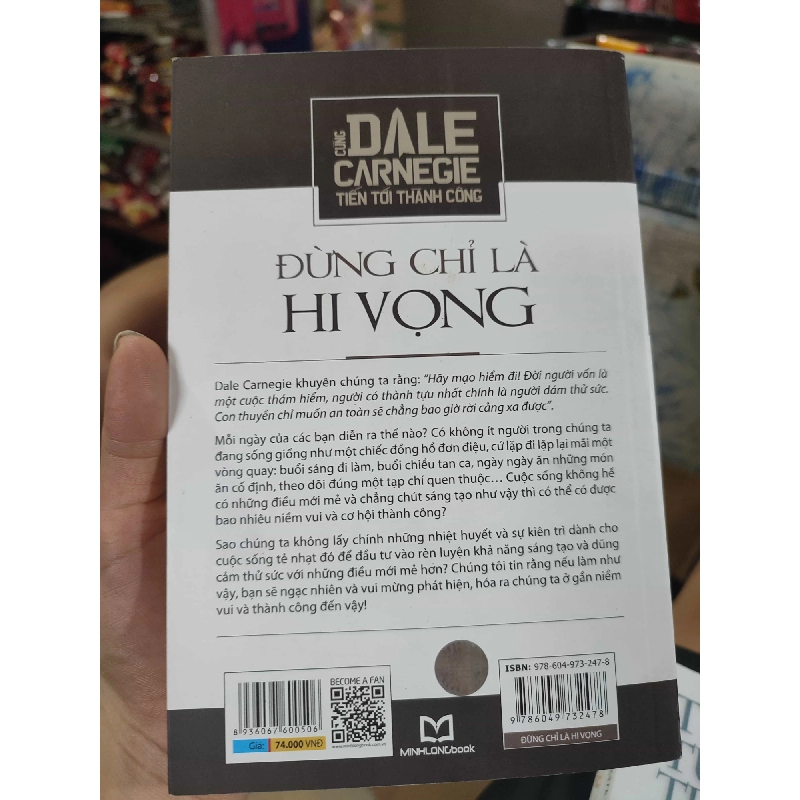 CÙNG DALE
CARNEGIE
TIẾN TỚI THÀNH CÔNG
ĐỪNG CHỈ LÀ
HI VỌNG
Dale Carnegie khuyên chúng ta rằng: “Hãy mạo hiểm đi! Đời người vốn là
một cuộc thám hiểm, người có thành tựu nhất chính là người dám thử sức.
Con thuyền chỉ muốn an toàn sẽ chẳng bao giờ rời cảng xa được”.
Mỗi ngày của các bạn diễn ra thế nào? Có không ít người trong chúng ta
đang sống giống như một chiếc đồng hồ đơn điệu, cứ lặp đi lặp lại mãi một
vòng quay: buổi sáng đi làm, buổi chiều tan ca, ngày ngày ăn những món
ăn cố định, theo dõi đúng một tạp chí quen thuộc... Cuộc sống không hề
có những điều mới mẻ và chẳng chút sáng tạo như vậy thì có thể có được
bao nhiêu niềm vui và cơ hội thành công?
Sao chúng ta không lấy chính những nhiệt huyết và sự kiên trì dành cho
cuộc sống tẻ nhạt đó để đầu tư vào rèn luyện khả năng sáng tạo và dũng
cảm thử sức với những điều mới mẻ hơn? Chúng tôi tin rằng nếu làm như
vậy, bạn sẽ ngạc nhiên và vui mừng phát hiện, hóa ra chúng ta ở gần niềm
vui và thành công đến vậy!
8 936067 600506
Giá: 74.000 VNĐ
BECOME A FAN
MINHLONGbook
ISBN: 978-604-973-247-8
9 786049 732478
ĐỪNG CHỈ LÀ HI VỌNG